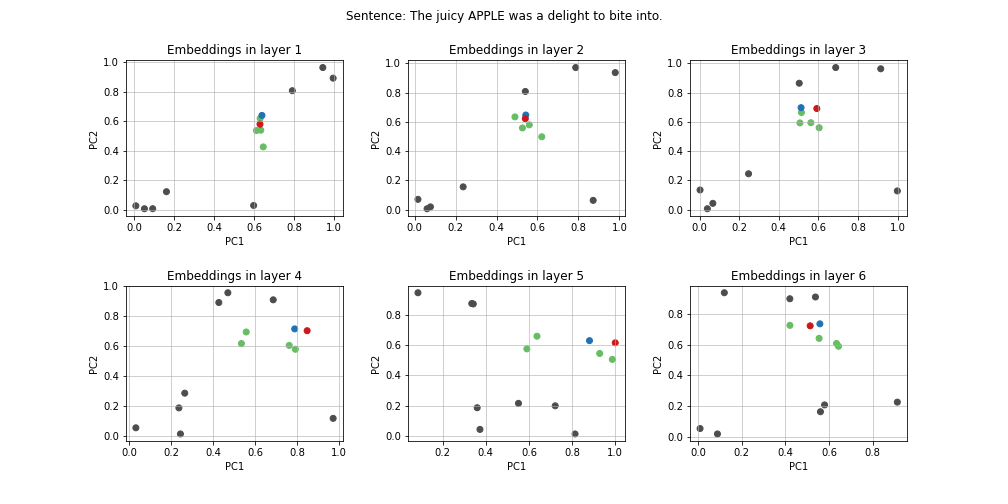 Sentence: The juicy APPLE was a delight to bite into.
Embeddings in layer 1
Embeddings in layer 2
Embeddings in layer 3
1.0
0.8
0.6
0.4
0.2
0.0
PC2
0.0 0.2 0.4 0.6 0.8 1.0
PC1
1.0
0.8
0.6
0.4
0.2
0.0
PC2
0.0 0.2 0.4 0.6 0.8 1.0
PC1
1.0
0.8
0.6
0.4
0.2
0.0
PC2
0.0 0.2 0.4 0.6 0.8 1.0
PC1
Embeddings in layer 4
Embeddings in layer 5
Embeddings in layer 6
1.0
0.8
0.6
0.4
0.2
0.0
PC2
0.0 0.2 0.4 0.6 0.8 1.0
PC1
0.8
0.6
0.4
0.2
0.0
PC2
0.2 0.4 0.6 0.8 1.0
PC1
0.8
0.6
0.4
0.2
0.0
PC2
0.0 0.2 0.4 0.6 0.8
PC1